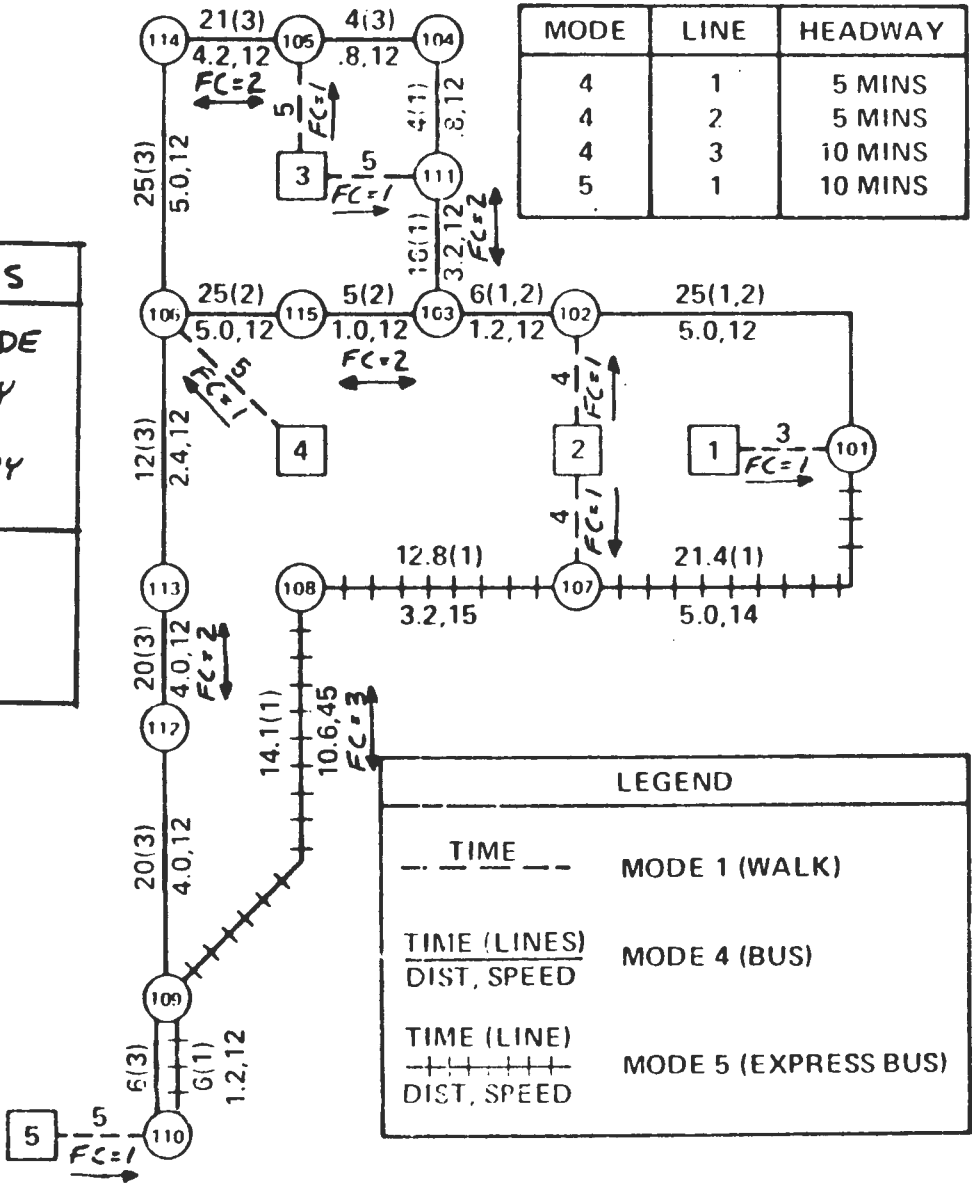 21(3)
4(3)
114
105
104
4.2, 12
.8, 12
FC=2
5
FC=1
4(1)
.8, 12
25(3)
5.0, 12
3
5
111
FC=1
16(1)
3.2, 12
FC=2
MODE LINE HEADWAY
4 1 5 MINS
4 2 5 MINS
4 3 10 MINS
5 1 10 MINS
S
DE
Y
Y
25(2)
5(2)
6(1,2)
25(1,2)
106
115
103
102
5.0, 12
1.0, 12
1.2, 12
5.0, 12
FC=2
5
FC=1
4
4
FC=1
2
1
3
101
FC=1
12(3)
2.4, 12
4
FC=1
12.8(1)
21.4(1)
113
108
107
3.2, 15
5.0, 14
20(3)
4.0, 12
FC=2
112
14.1(1)
10.6, 45
FC=3
20(3)
4.0, 12
109
6(3)
6(1)
1.2, 12
5
5
110
FC=1
LEGEND
TIME
MODE 1 (WALK)
TIME (LINES)
DIST, SPEED
MODE 4 (BUS)
TIME (LINE)
DIST, SPEED
MODE 5 (EXPRESS BUS)